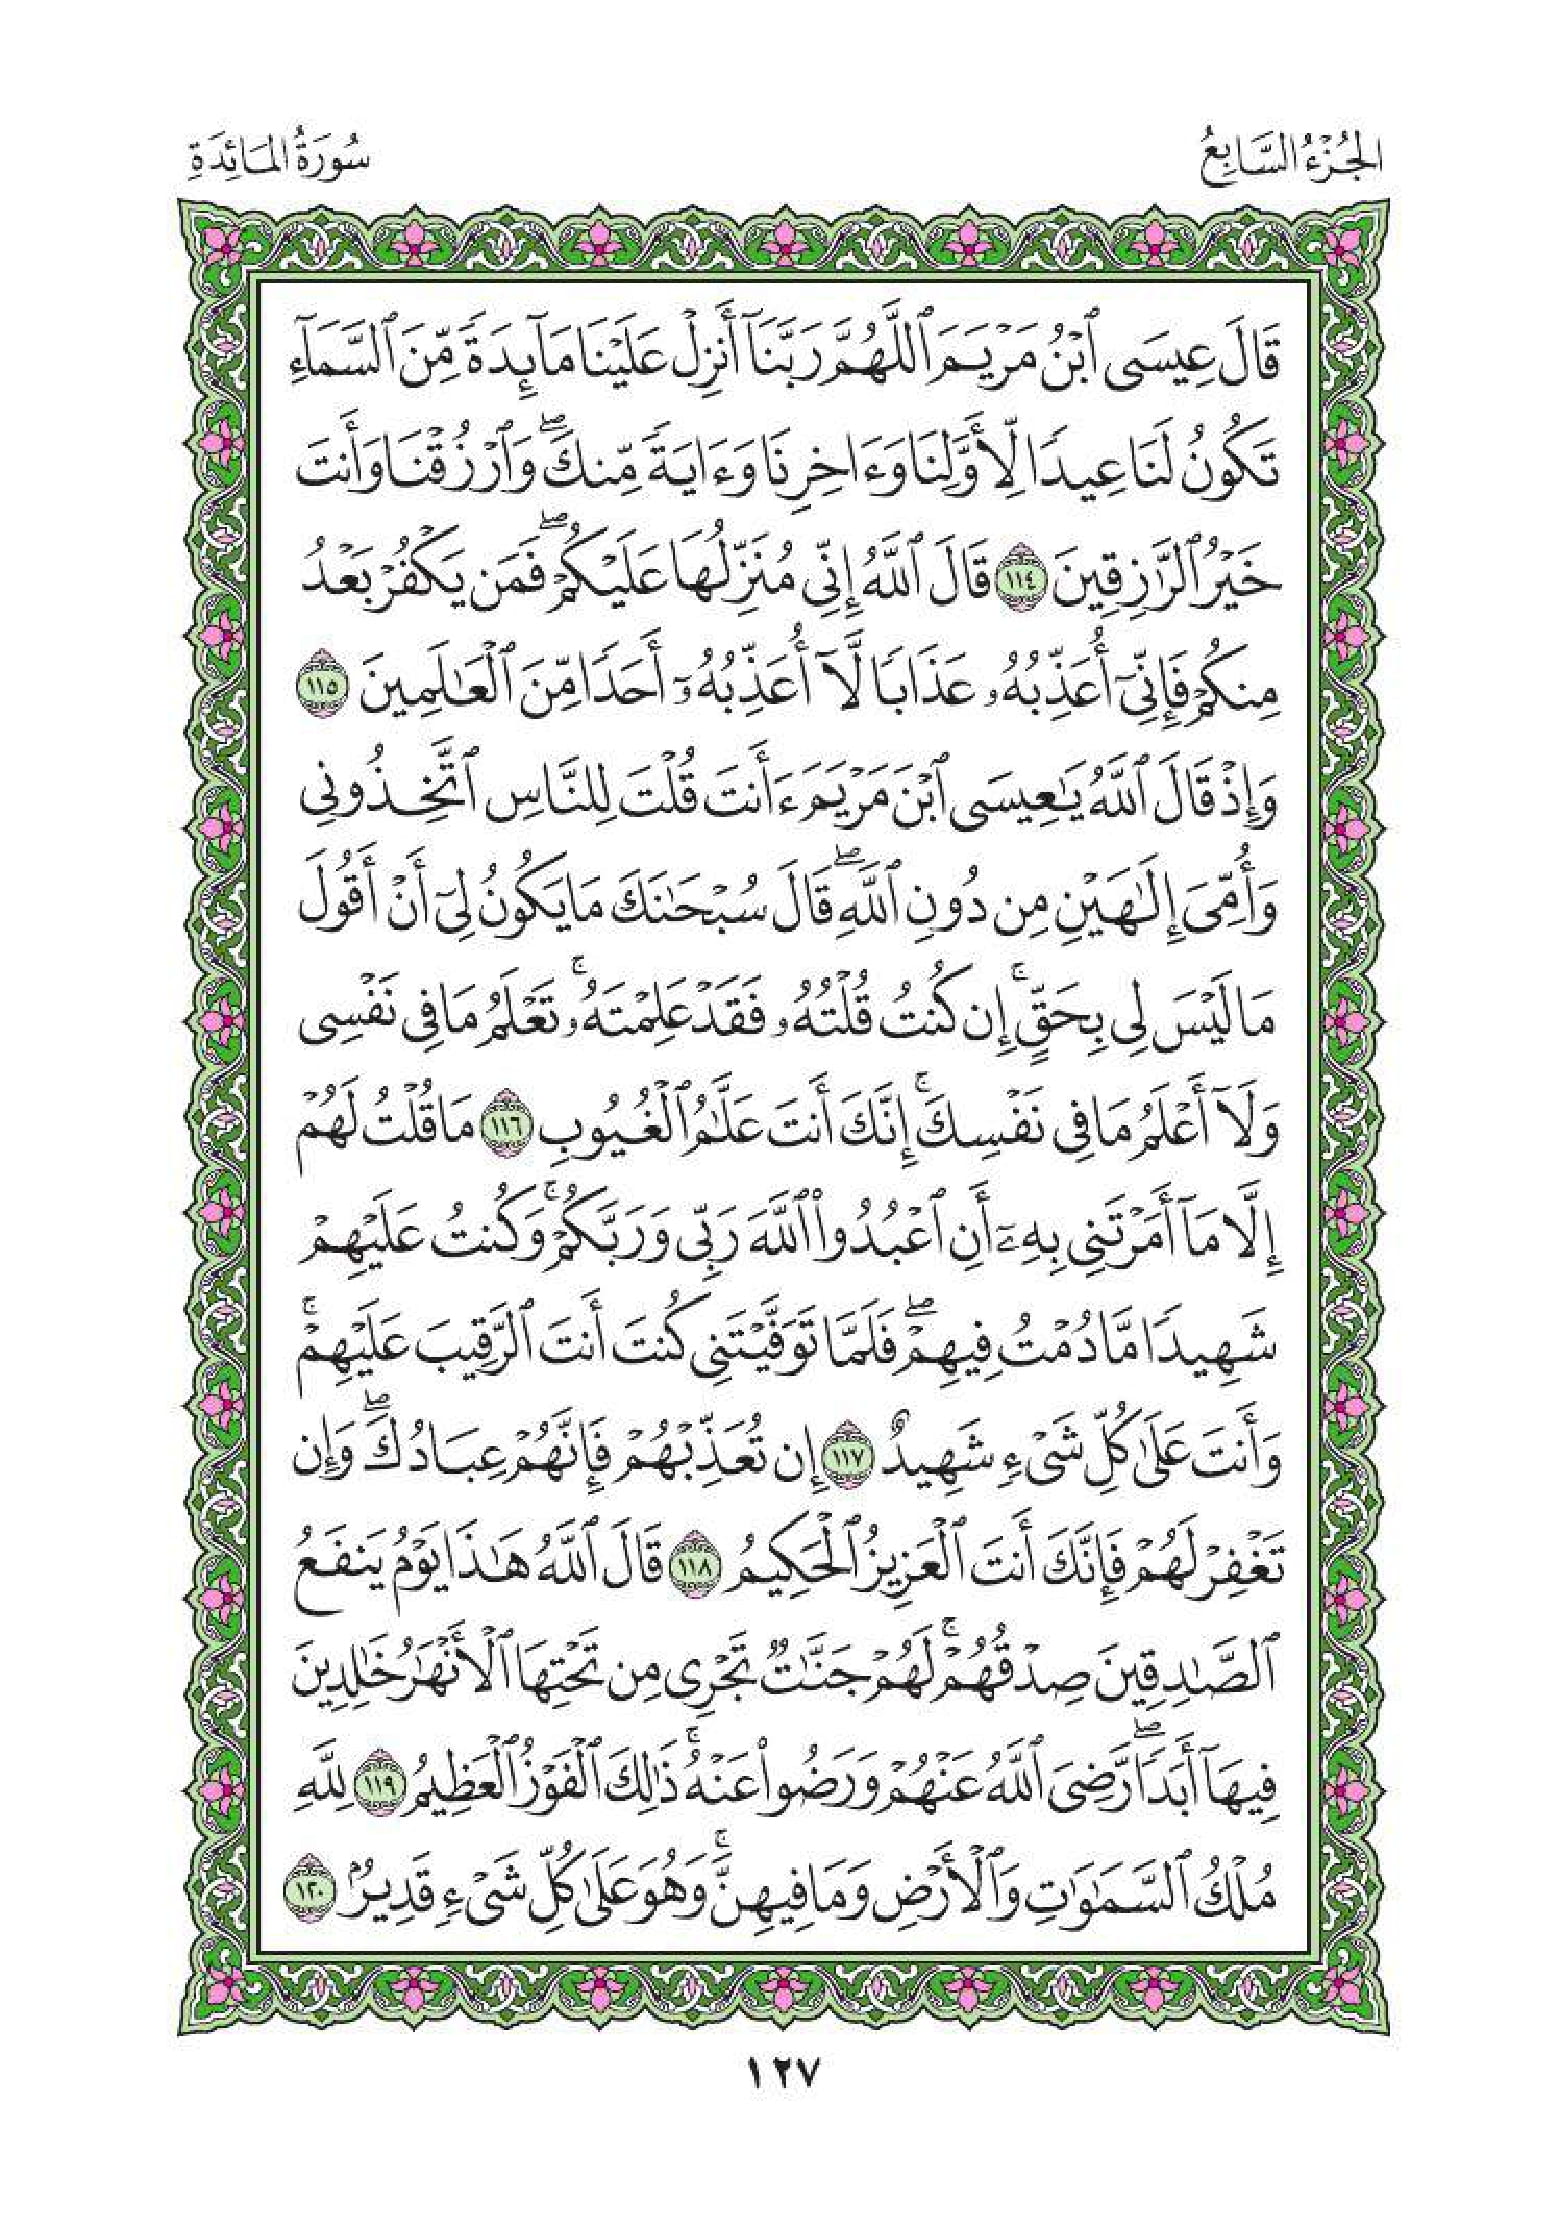 الجُزْءُ السَّابِعُ
سُورَةُ المَائِدَةِ
قَالَ عِيسَى ٱبْنُ مَرْيَمَ ٱللَّهُمَّ رَبَّنَآ أَنزِلْ عَلَيْنَا مَآئِدَةً مِّنَ ٱلسَّمَآءِ
تَكُونُ لَنَا عِيدًا لِّأَوَّلِنَا وَءَاخِرِنَا وَءَايَةً مِّنكَۖ وَٱرْزُقْنَا وَأَنتَ
خَيْرُ ٱلرَّٰزِقِينَ ١١٤ قَالَ ٱللَّهُ إِنِّي مُنَزِّلُهَا عَلَيْكُمْۖ فَمَن يَكْفُرْ بَعْدُ
مِنكُمْ فَإِنِّيٓ أُعَذِّبُهُۥ عَذَابًا لَّآ أُعَذِّبُهُۥٓ أَحَدًا مِّنَ ٱلْعَٰلَمِينَ ١١٥
وَإِذْ قَالَ ٱللَّهُ يَٰعِيسَى ٱبْنَ مَرْيَمَ ءَأَنتَ قُلْتَ لِلنَّاسِ ٱتَّخِذُونِي
وَأُمِّيَ إِلَٰهَيْنِ مِن دُونِ ٱللَّهِۖ قَالَ سُبْحَٰنَكَ مَا يَكُونُ لِيٓ أَنْ أَقُولَ
مَا لَيْسَ لِي بِحَقٍّۚ إِن كُنتُ قُلْتُهُۥ فَقَدْ عَلِمْتَهُۥۚ تَعْلَمُ مَا فِي نَفْسِي
وَلَآ أَعْلَمُ مَا فِي نَفْسِكَۚ إِنَّكَ أَنتَ عَلَّٰمُ ٱلْغُيُوبِ ١١٦ مَا قُلْتُ لَهُمْ
إِلَّا مَآ أَمَرْتَنِي بِهِۦٓ أَنِ ٱعْبُدُوا۟ ٱللَّهَ رَبِّي وَرَبَّكُمْۚ وَكُنتُ عَلَيْهِمْ
شَهِيدًا مَّا دُمْتُ فِيهِمْۖ فَلَمَّا تَوَفَّيْتَنِي كُنتَ أَنتَ ٱلرَّقِيبَ عَلَيْهِمْۚ
وَأَنتَ عَلَىٰ كُلِّ شَيْءٍ شَهِيدٌ ١١٧ إِن تُعَذِّبْهُمْ فَإِنَّهُمْ عِبَادُكَۖ وَإِن
تَغْفِرْ لَهُمْ فَإِنَّكَ أَنتَ ٱلْعَزِيزُ ٱلْحَكِيمُ ١١٨ قَالَ ٱللَّهُ هَٰذَا يَوْمُ يَنفَعُ
ٱلصَّٰدِقِينَ صِدْقُهُمْۚ لَهُمْ جَنَّٰتٌ تَجْرِي مِن تَحْتِهَا ٱلْأَنْهَٰرُ خَٰلِدِينَ
فِيهَآ أَبَدًاۖ رَّضِيَ ٱللَّهُ عَنْهُمْ وَرَضُوا۟ عَنْهُۚ ذَٰلِكَ ٱلْفَوْزُ ٱلْعَظِيمُ ١١٩ لِلَّهِ
مُلْكُ ٱلسَّمَٰوَٰتِ وَٱلْأَرْضِ وَمَا فِيهِنَّۚ وَهُوَ عَلَىٰ كُلِّ شَيْءٍ قَدِيرٌۢ ١٢٠
١٢٧